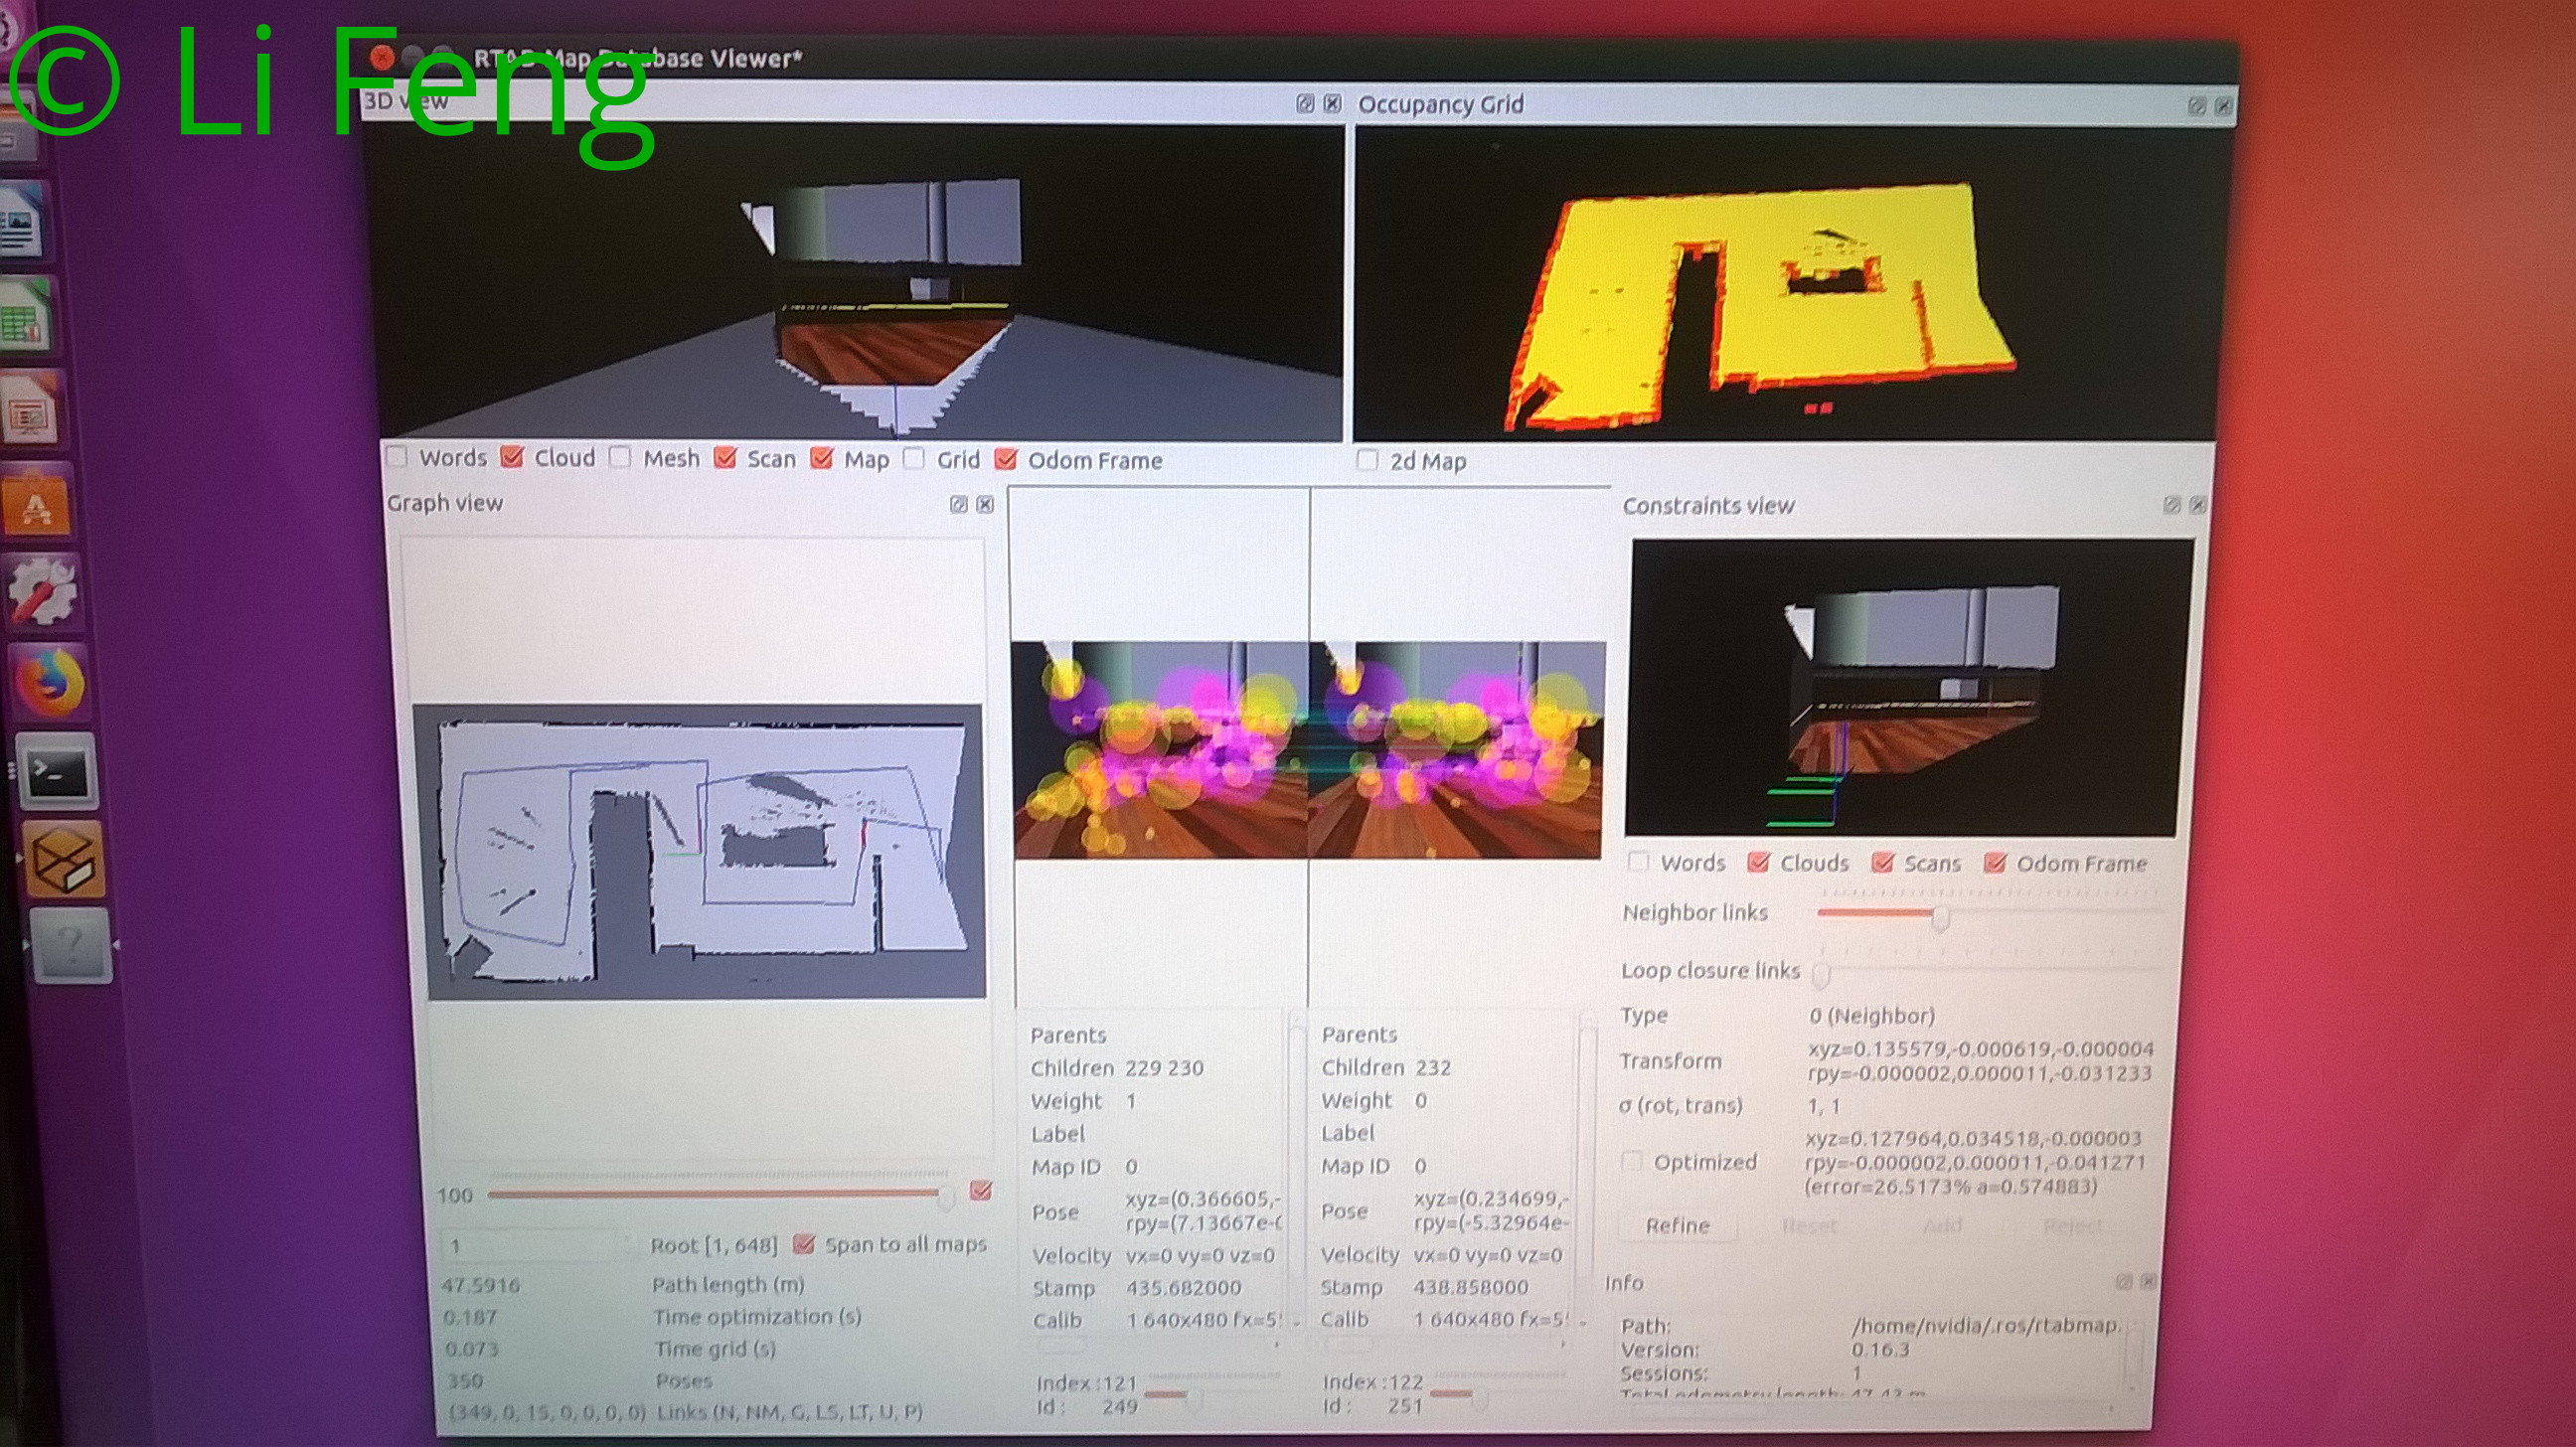 © Li Feng
RTAB-Map Database Viewer*
3D view
Occupancy Grid
Words Cloud Mesh Scan Map Grid Odom Frame
2d Map
Graph view
Constraints view
Words Clouds Scans Odom Frame
Neighbor links
Loop closure links
Type 0 (Neighbor)
Transform xyz=0.135579,-0.000619,-0.000004
rpy=-0.000002,0.000011,-0.031233
σ (rot, trans) 1, 1
Optimized xyz=0.127964,0.034518,-0.000003
rpy=-0.000002,0.000011,-0.041271
(error=26.5173% a=0.574883)
Refine Reset Add Reject
Info
Path: /home/nvidia/.ros/rtabmap.
Version: 0.16.3
Sessions: 1
Total odometry length: 47.43 m
Parents
Children 229 230
Weight 1
Label
Map ID 0
Pose xyz=(0.366605,-
rpy=(7.13667e-0
Velocity vx=0 vy=0 vz=0
Stamp 435.682000
Calib 1 640x480 fx=5
Index : 121
Id : 249
Parents
Children 232
Weight 0
Label
Map ID 0
Pose xyz=(0.234699,-
rpy=(-5.32964e-
Velocity vx=0 vy=0 vz=0
Stamp 438.858000
Calib 1 640x480 fx=5
Index : 122
Id : 251
100
1 Root [1, 648] Span to all maps
47.5916 Path length (m)
0.187 Time optimization (s)
0.073 Time grid (s)
350 Poses
(349, 0, 15, 0, 0, 0, 0) Links (N, NM, G, LS, LT, U, P)